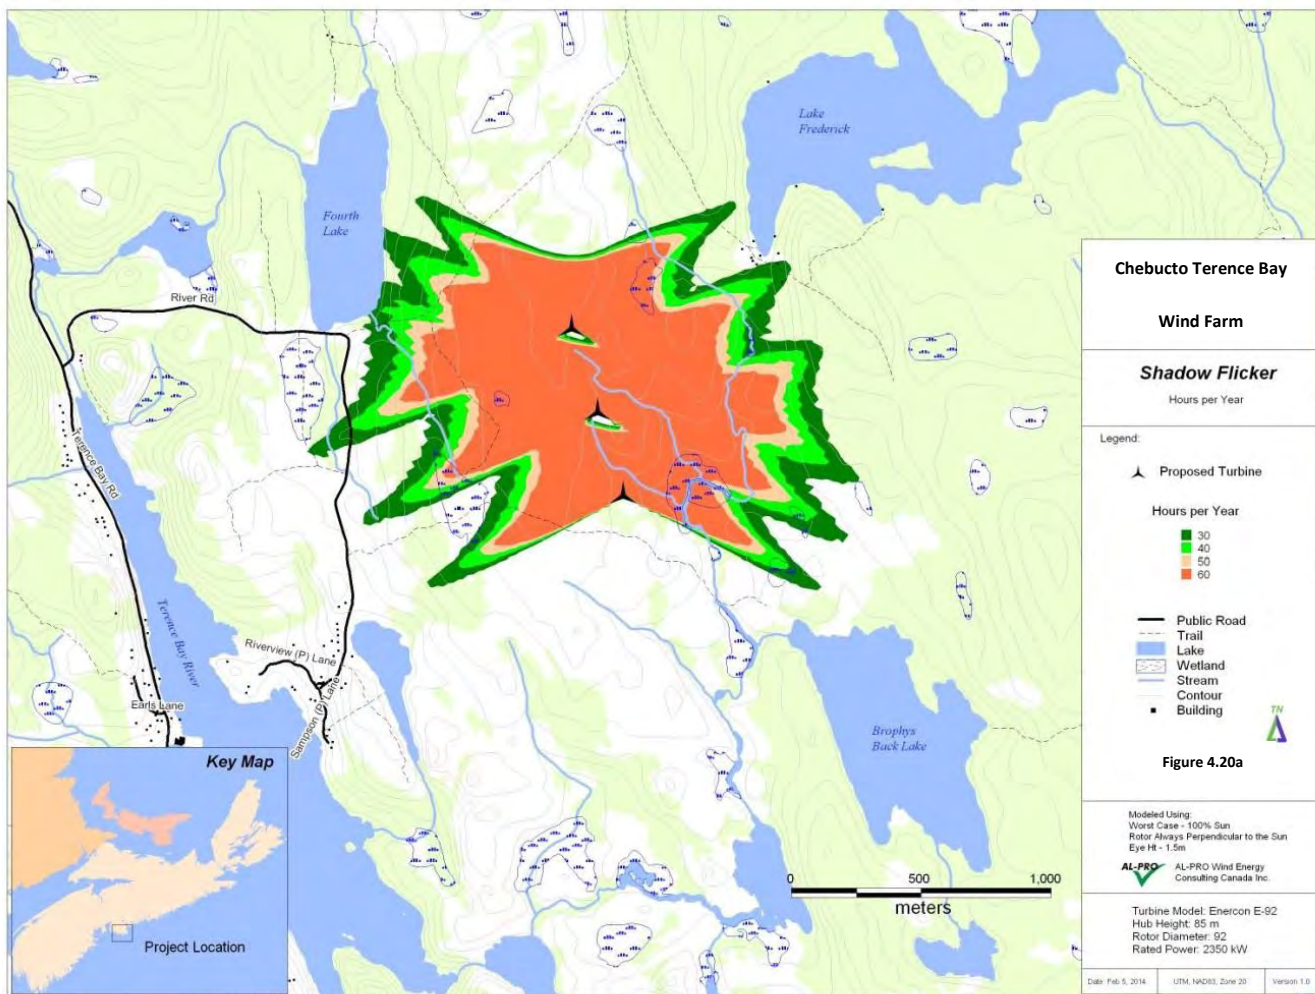 Lake
Frederick
Fourth
Lake
River Rd
Terence Bay Rd
Terence Bay River
Riverview (P) Lane
Earls Lane
Sampson (P) Lane
Brophys
Back Lake
Key Map
Project Location
0 500 1,000
meters
Chebucto Terence Bay
Wind Farm
Shadow Flicker
Hours per Year
Legend:
Proposed Turbine
Hours per Year
30
40
50
60
Public Road
Trail
Lake
Wetland
Stream
Contour
Building
TN
Figure 4.20a
Modeled Using:
Worst Case - 100% Sun
Rotor Always Perpendicular to the Sun
Eye Ht - 1.5m
AL-PRO
AL-PRO Wind Energy
Consulting Canada Inc.
Turbine Model: Enercon E-92
Hub Height: 85 m
Rotor Diameter: 92
Rated Power: 2350 kW
Date: Feb 5, 2014 UTM, NAD83, Zone 20 Version 1.0